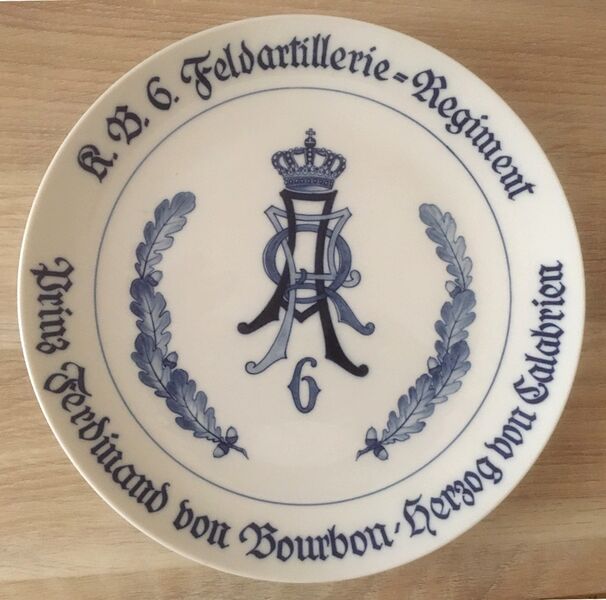 K. B. 6. Feldartillerie=Regiment
6
Prinz Ferdinand von Bourbon-Herzog von Calabrien